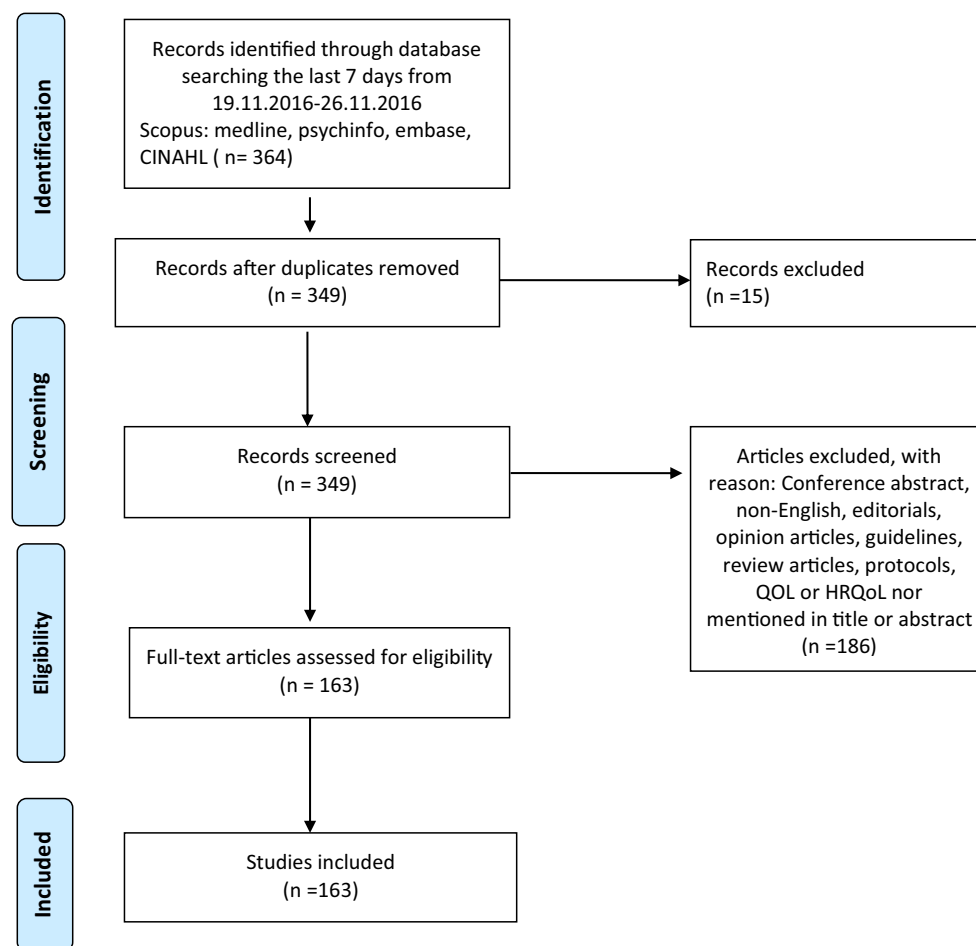 Identification
Records identified through database
searching the last 7 days from
19.11.2016-26.11.2016
Scopus: medline, psychinfo, embase,
CINAHL ( n= 364)
Records after duplicates removed
(n = 349)
Records excluded
(n =15)
Screening
Records screened
(n = 349)
Articles excluded, with
reason: Conference abstract,
non-English, editorials,
opinion articles, guidelines,
review articles, protocols,
QOL or HRQoL nor
mentioned in title or abstract
(n =186)
Eligibility
Full-text articles assessed for eligibility
(n = 163)
Included
Studies included
(n =163)